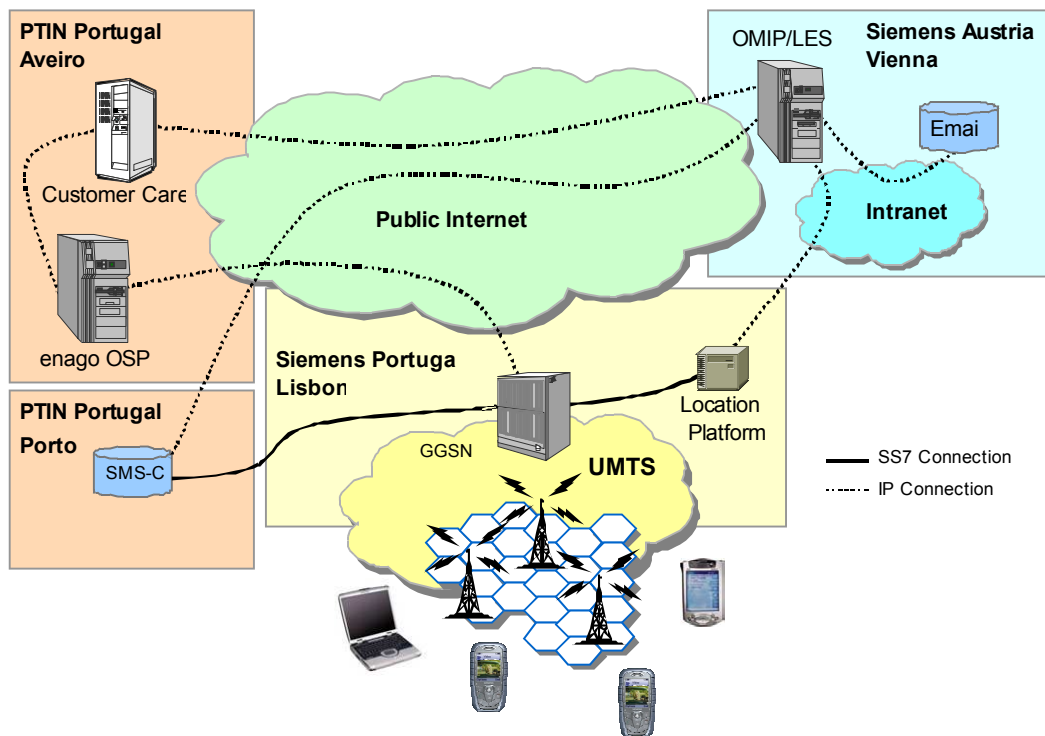 PTIN Portugal
Aveiro
Customer Care
enago OSP
PTIN Portugal
Porto
SMS-C
Public Internet
OMIP/LES
Siemens Austria
Vienna
Emai
Intranet
Siemens Portuga
Lisbon
GGSN
UMTS
Location
Platform
SS7 Connection
IP Connection